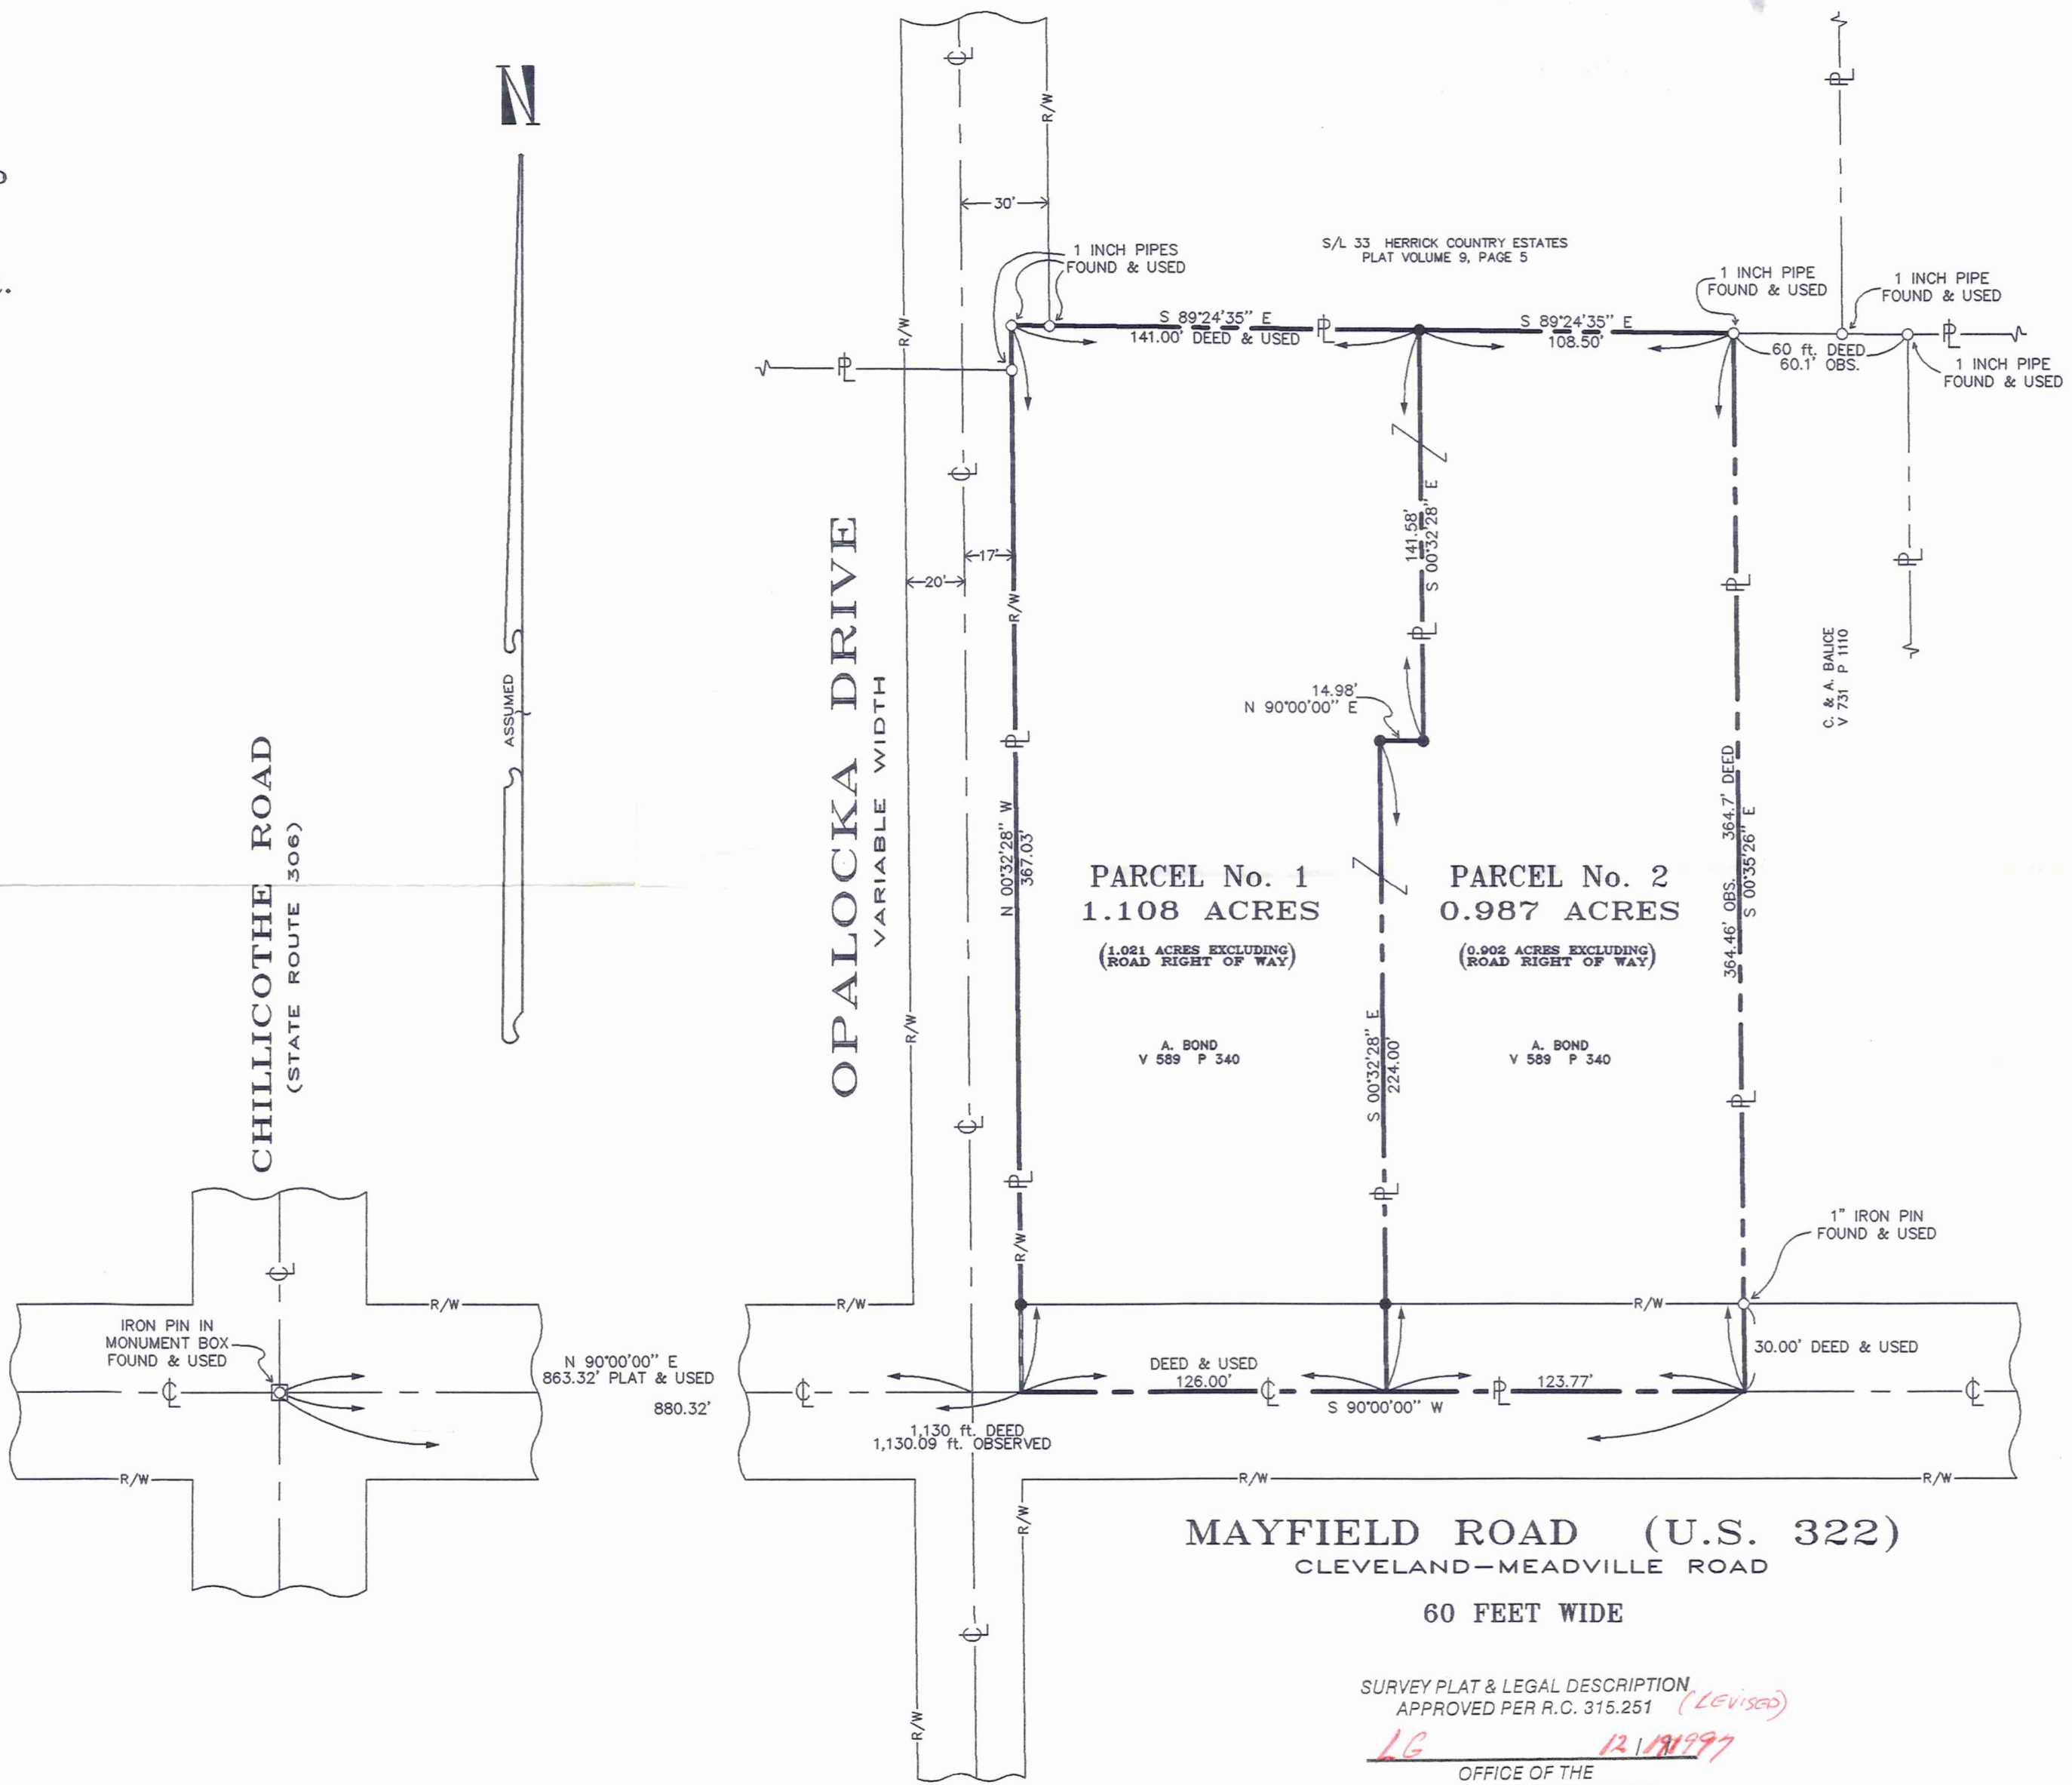 N
ASSUMED
CHILLICOTHE ROAD
(STATE ROUTE 306)
IRON PIN IN
MONUMENT BOX
FOUND & USED
R/W
R/W
℄
℄
N 90°00'00" E
863.32' PLAT & USED
880.32'
OPALOCKA DRIVE
VARIABLE WIDTH
℄
R/W
30'
1 INCH PIPES
FOUND & USED
R/W
℄
17'
20'
R/W
R/W
S/L 33 HERRICK COUNTRY ESTATES
PLAT VOLUME 9, PAGE 5
S 89°24'35" E
141.00' DEED & USED
S 89°24'35" E
108.50'
1 INCH PIPE
FOUND & USED
1 INCH PIPE
FOUND & USED
60 ft. DEED
60.1' OBS.
1 INCH PIPE
FOUND & USED
141.58'
S 00°32'28" E
14.98'
N 90°00'00" E
C. & A. BALICE
V 731 P 1110
N 00°32'28" W
367.03'
PARCEL No. 1
1.108 ACRES
(1.021 ACRES EXCLUDING
ROAD RIGHT OF WAY)
A. BOND
V 589 P 340
S 00°32'28" E
224.00'
PARCEL No. 2
0.987 ACRES
(0.902 ACRES EXCLUDING
ROAD RIGHT OF WAY)
A. BOND
V 589 P 340
364.46' OBS. 364.7' DEED
S 00°35'26" E
1" IRON PIN
FOUND & USED
30.00' DEED & USED
R/W
R/W
R/W
DEED & USED
126.00'
123.77'
S 90°00'00" W
1,130 ft. DEED
1,130.09 ft. OBSERVED
R/W
R/W
R/W
R/W
MAYFIELD ROAD (U.S. 322)
CLEVELAND-MEADVILLE ROAD
60 FEET WIDE
SURVEY PLAT & LEGAL DESCRIPTION
APPROVED PER R.C. 315.251 (REVISED)
LG 12/19/1997
OFFICE OF THE